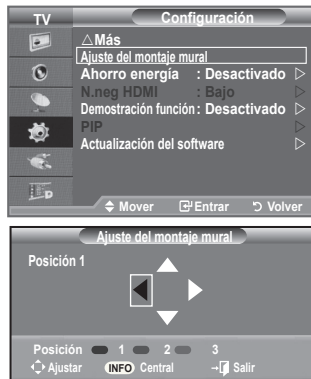 TV
Configuración
△Más
Ajuste del montaje mural
Ahorro energía : Desactivado ▷
N.neg HDMI : Bajo ▷
Demostración función : Desactivado ▷
PIP ▷
Actualización del software ▷
Mover Entrar Volver
Ajuste del montaje mural
Posición 1
Posición 1 2 3
Ajustar INFO Central Salir